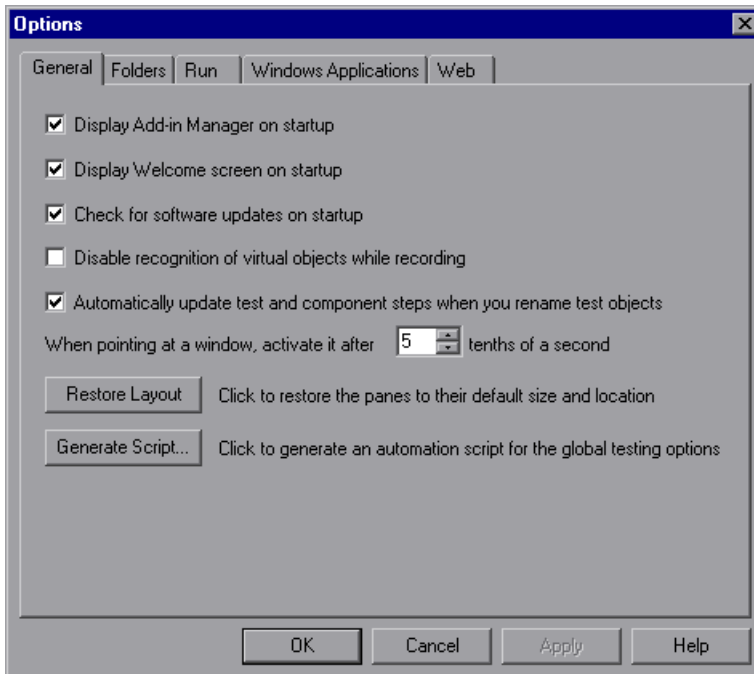 Options
General Folders Run Windows Applications Web
Display Add-in Manager on startup
Display Welcome screen on startup
Check for software updates on startup
Disable recognition of virtual objects while recording
Automatically update test and component steps when you rename test objects
When pointing at a window, activate it after 5 tenths of a second
Restore Layout Click to restore the panes to their default size and location
Generate Script... Click to generate an automation script for the global testing options
OK Cancel Apply Help